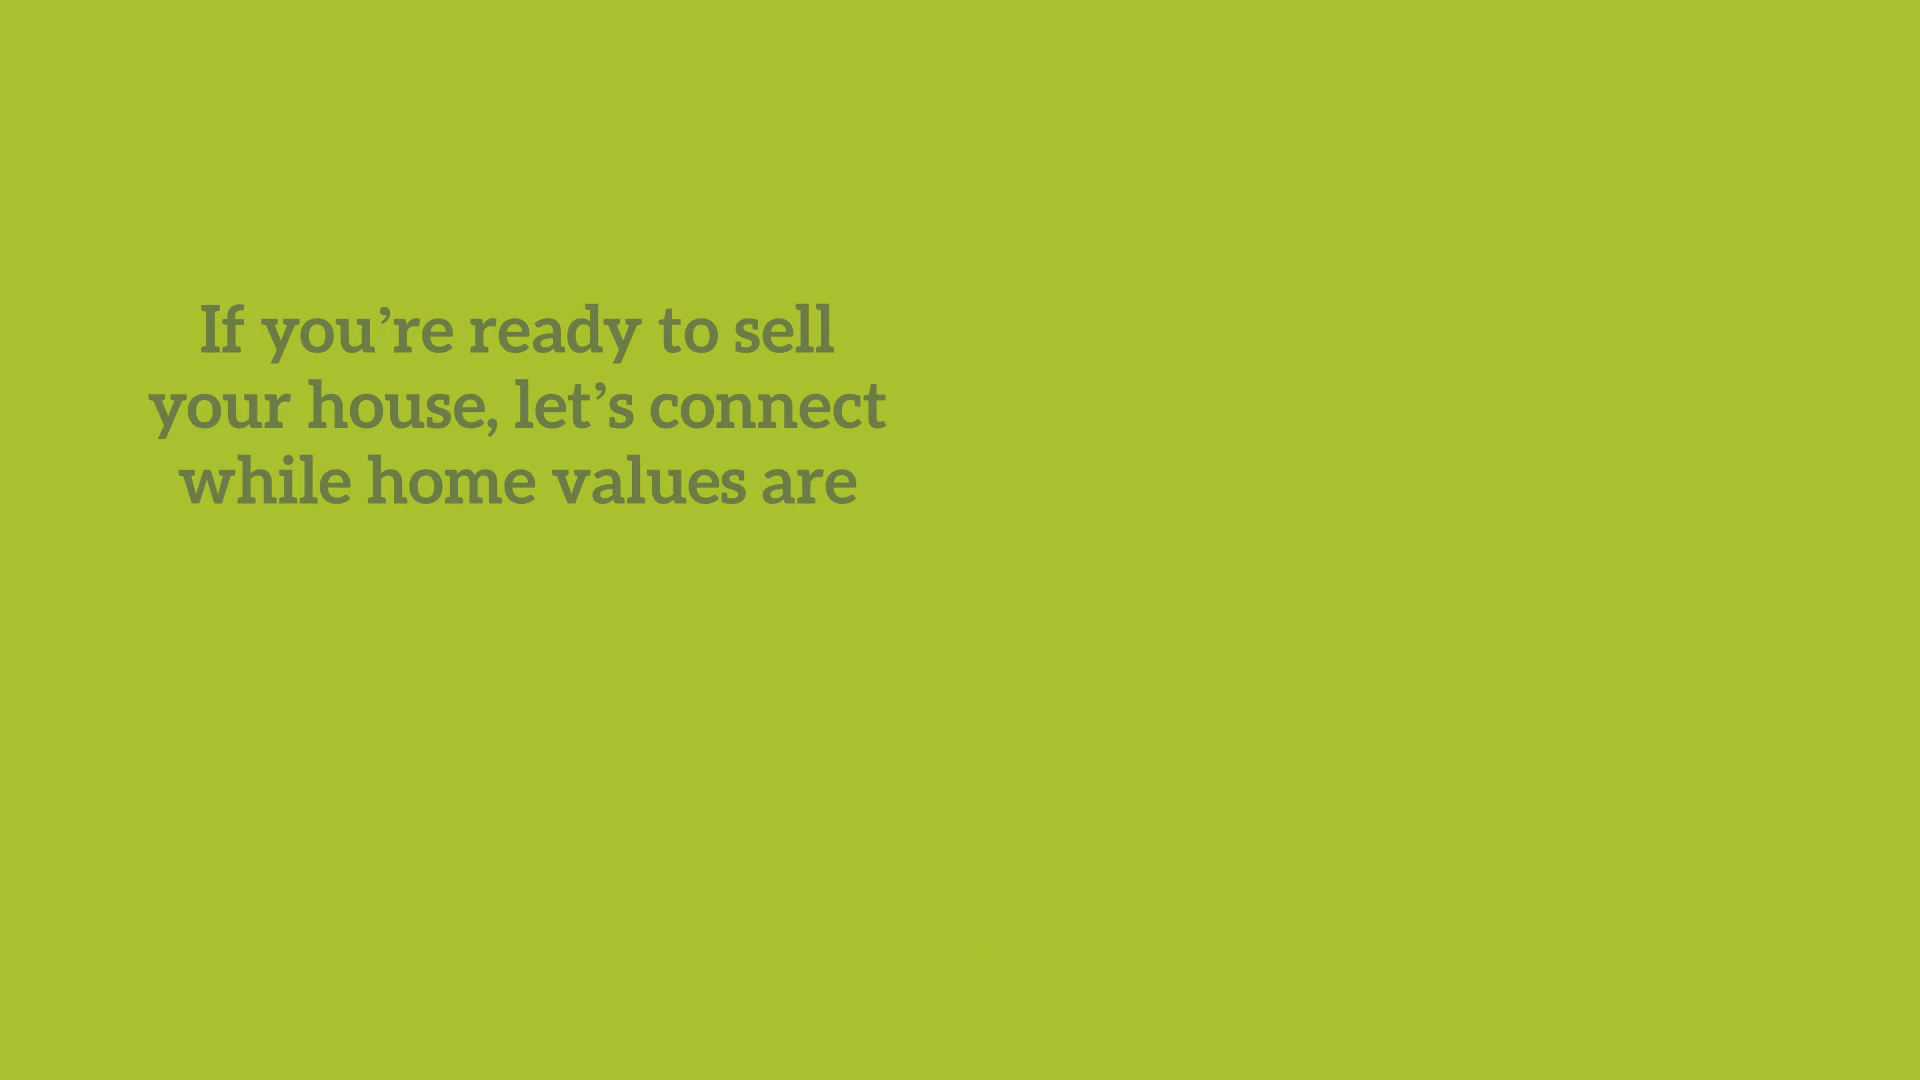 If you’re ready to sell
your house, let’s connect
while home values are